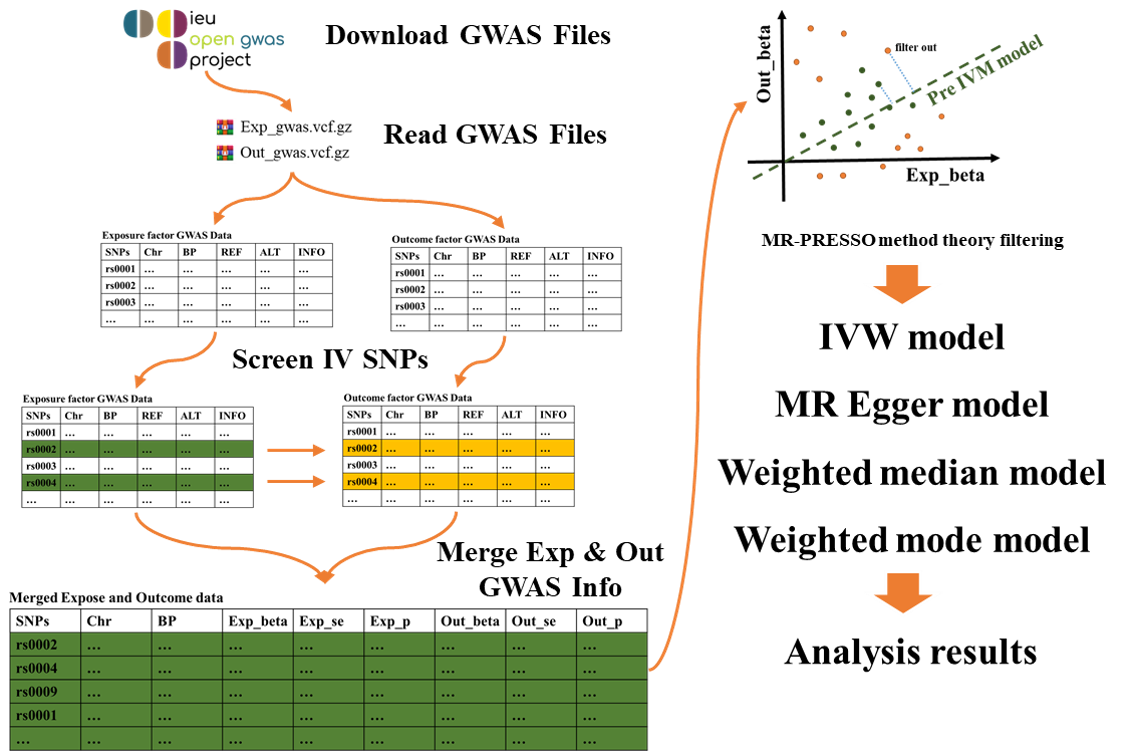 ieu
open gwas
project
Download GWAS Files
Exp_gwas.vcf.gz
Out_gwas.vcf.gz
Read GWAS Files
Exposure factor GWAS Data
SNPs Chr BP REF ALT INFO
rs0001 ... ... ... ... ...
rs0002 ... ... ... ... ...
rs0003 ... ... ... ... ...
... ... ... ... ... ...
Outcome factor GWAS Data
SNPs Chr BP REF ALT INFO
rs0001 ... ... ... ... ...
rs0002 ... ... ... ... ...
rs0003 ... ... ... ... ...
... ... ... ... ... ...
Screen IV SNPs
Exposure factor GWAS Data
SNPs Chr BP REF ALT INFO
rs0001 ... ... ... ... ...
rs0002 ... ... ... ... ...
rs0003 ... ... ... ... ...
rs0004 ... ... ... ... ...
... ... ... ... ... ...
Outcome factor GWAS Data
SNPs Chr BP REF ALT INFO
rs0001 ... ... ... ... ...
rs0002 ... ... ... ... ...
rs0003 ... ... ... ... ...
rs0004 ... ... ... ... ...
... ... ... ... ... ...
Merge Exp & Out
GWAS Info
Merged Expose and Outcome data
SNPs Chr BP Exp_beta Exp_se Exp_p Out_beta Out_se Out_p
rs0002 ... ... ... ... ... ... ... ...
rs0004 ... ... ... ... ... ... ... ...
rs0009 ... ... ... ... ... ... ... ...
rs0001 ... ... ... ... ... ... ... ...
... ... ... ... ... ... ... ... ...
Out_beta
filter out
Pre IVM model
Exp_beta
MR-PRESSO method theory filtering
IVW model
MR Egger model
Weighted median model
Weighted mode model
Analysis results